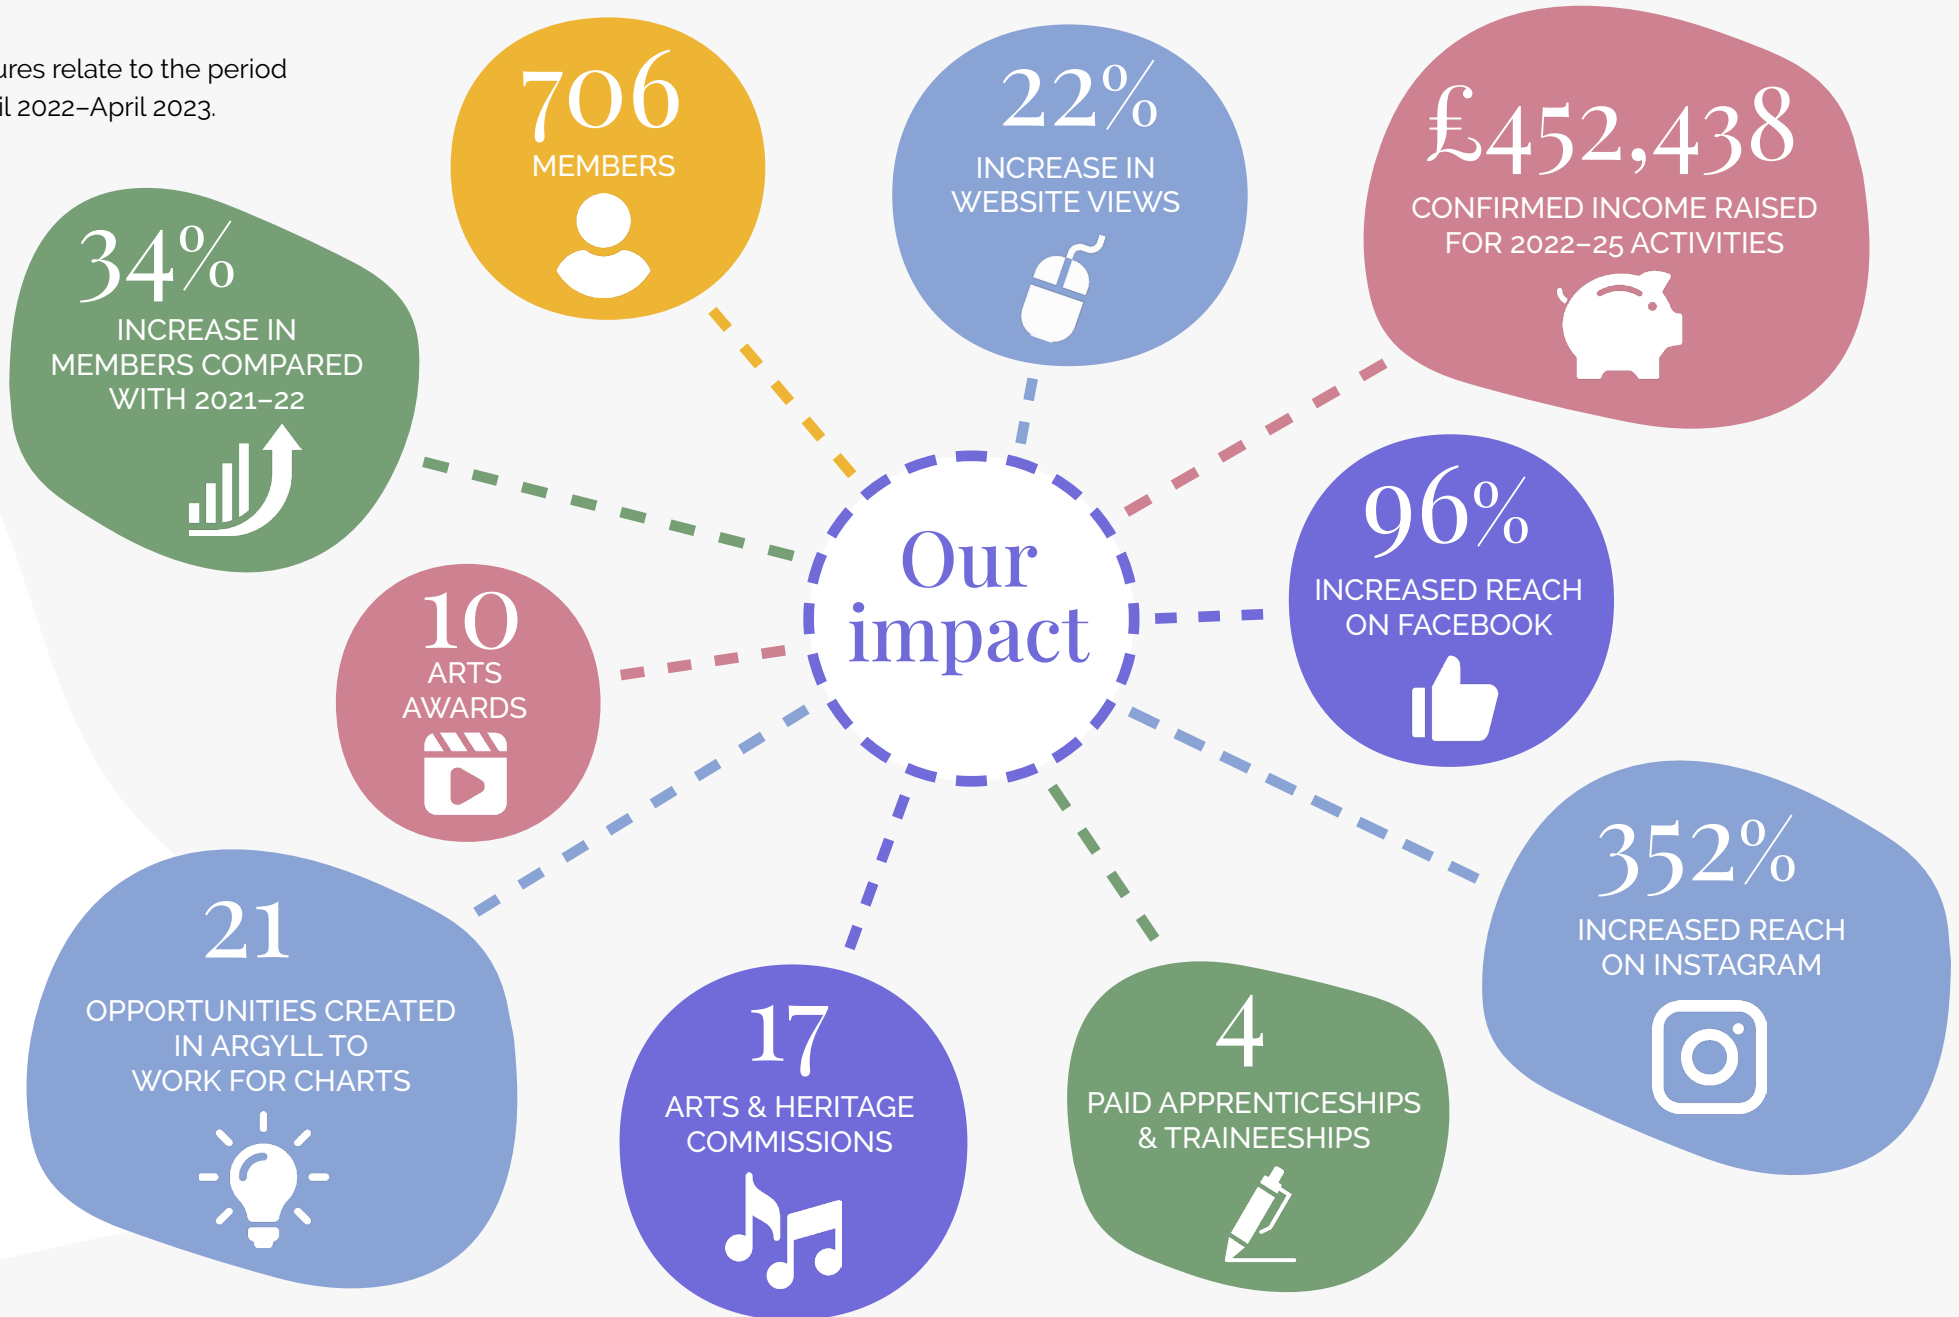 relate to the period
2022–April 2023.
706
MEMBERS
22%
INCREASE IN
WEBSITE VIEWS
£452,438
CONFIRMED INCOME RAISED
FOR 2022–25 ACTIVITIES
34%
INCREASE IN
MEMBERS COMPARED
WITH 2021–22
Our
impact
96%
INCREASED REACH
ON FACEBOOK
10
ARTS
AWARDS
352%
INCREASED REACH
ON INSTAGRAM
21
OPPORTUNITIES CREATED
IN ARGYLL TO
WORK FOR CHARTS
17
ARTS & HERITAGE
COMMISSIONS
4
PAID APPRENTICESHIPS
& TRAINEESHIPS